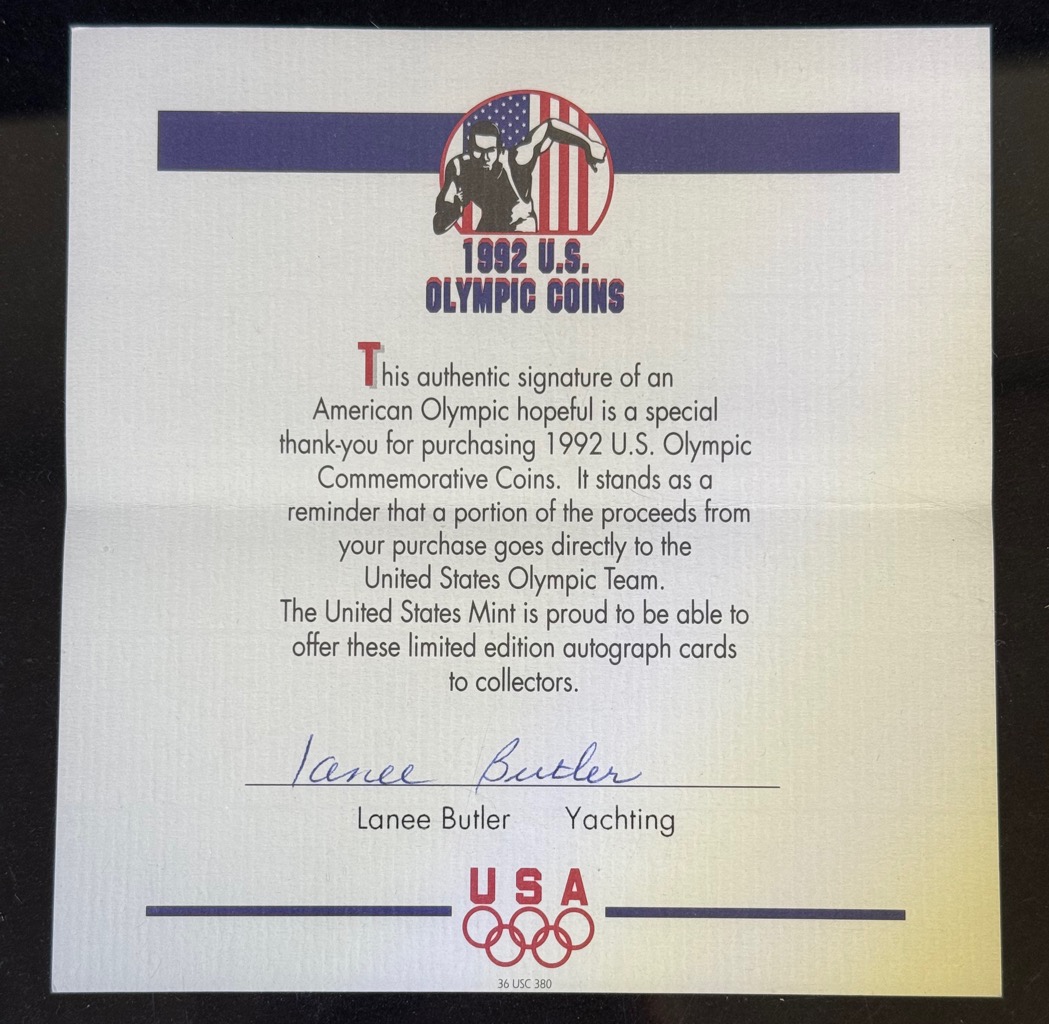 1992 U.S.
OLYMPIC COINS
This authentic signature of an
American Olympic hopeful is a special
thank-you for purchasing 1992 U.S. Olympic
Commemorative Coins. It stands as a
reminder that a portion of the proceeds from
your purchase goes directly to the
United States Olympic Team.
The United States Mint is proud to be able to
offer these limited edition autograph cards
to collectors.
Lanee Butler
Lanee Butler Yachting
USA
36 USC 380